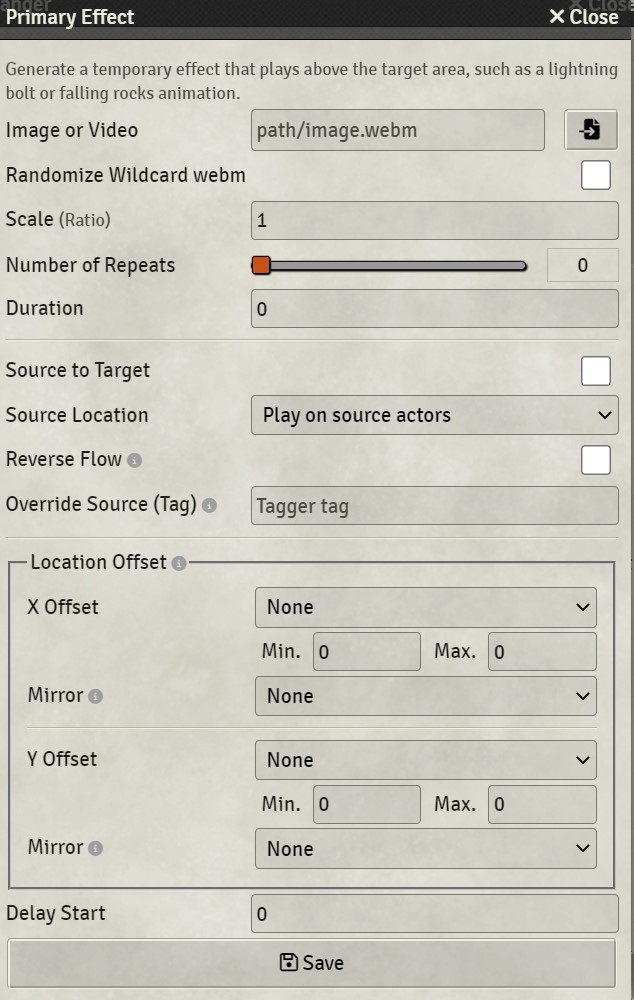 anger
Close
Primary Effect
Close
Generate a temporary effect that plays above the target area, such as a lightning
bolt or falling rocks animation.
Image or Video path/image.webm
Randomize Wildcard webm
Scale (Ratio) 1
Number of Repeats 0
Duration 0
Source to Target
Source Location Play on source actors
Reverse Flow
Override Source (Tag) Tagger tag
Location Offset
X Offset None
Min. 0 Max. 0
Mirror None
Y Offset None
Min. 0 Max. 0
Mirror None
Delay Start 0
Save